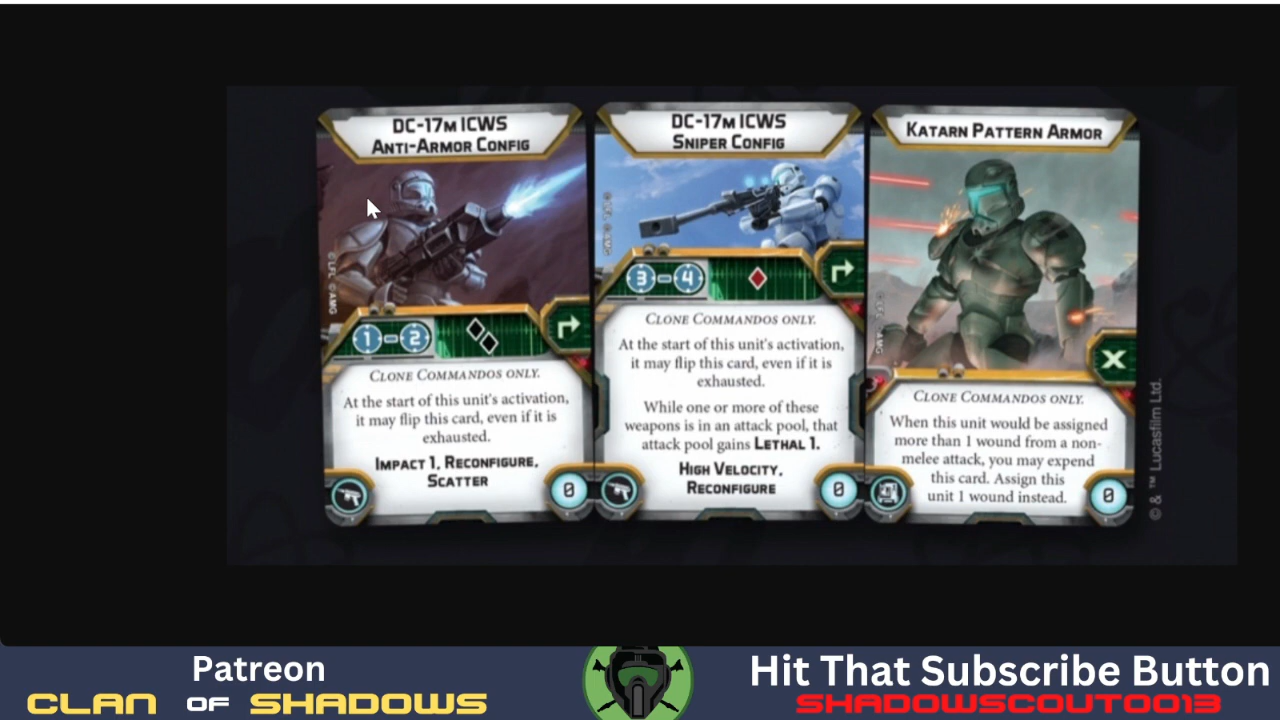 DC-17M ICWS
ANTI-ARMOR CONFIG
© LFL © AMG
1 - 2
CLONE COMMANDOS ONLY.
At the start of this unit's activation,
it may flip this card, even if it is
exhausted.
IMPACT 1, RECONFIGURE,
SCATTER
0
DC-17M ICWS
SNIPER CONFIG
3 - 4
CLONE COMMANDOS ONLY.
At the start of this unit's activation,
it may flip this card, even if it is
exhausted.
While one or more of these
weapons is in an attack pool, that
attack pool gains LETHAL 1.
HIGH VELOCITY,
RECONFIGURE
0
KATARN PATTERN ARMOR
CLONE COMMANDOS ONLY.
When this unit would be assigned
more than 1 wound from a non-
melee attack, you may expend
this card. Assign this
unit 1 wound instead.
0
© & ™ Lucasfilm Ltd.
Patreon
CLAN OF SHADOWS
Hit That Subscribe Button
SHADOWSCOUT0013